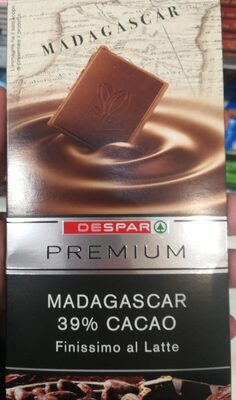 MADAGASCAR
DESPAR
PREMIUM
MADAGASCAR
39% CACAO
Finissimo al Latte